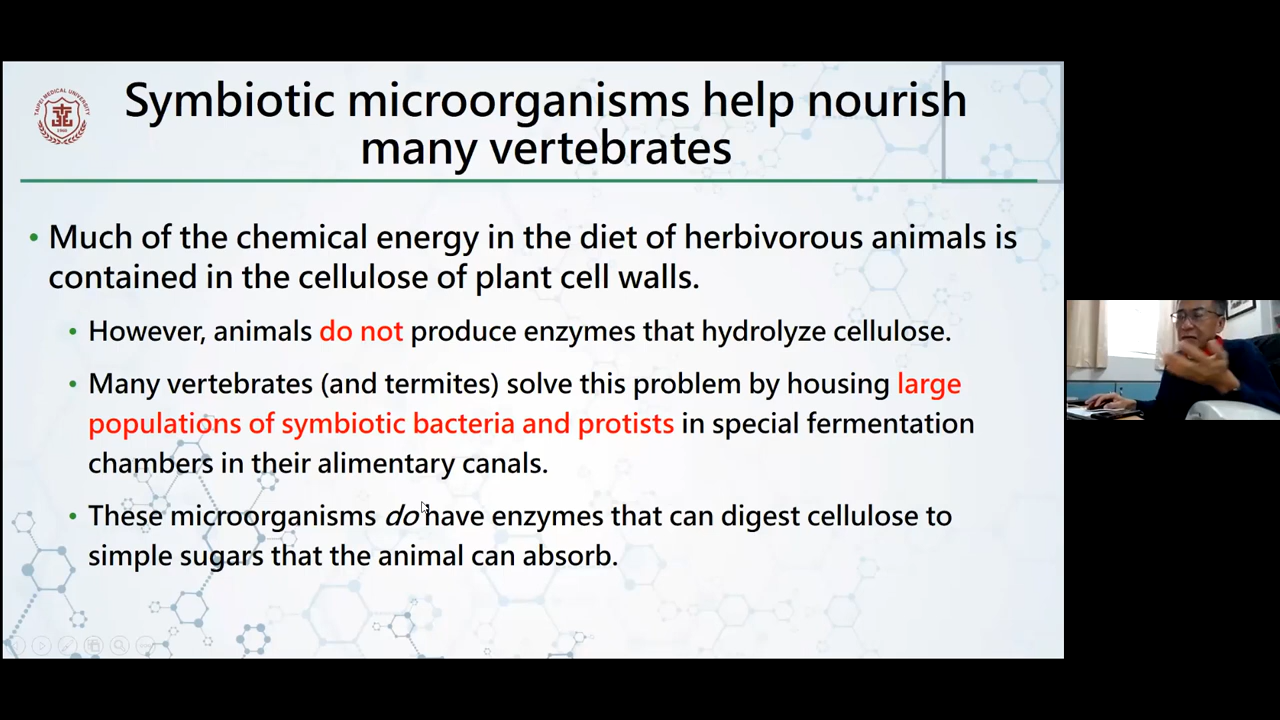 TAIPEI MEDICAL UNIVERSITY
1960
Symbiotic microorganisms help nourish
many vertebrates
• Much of the chemical energy in the diet of herbivorous animals is
contained in the cellulose of plant cell walls.
• However, animals do not produce enzymes that hydrolyze cellulose.
• Many vertebrates (and termites) solve this problem by housing large
populations of symbiotic bacteria and protists in special fermentation
chambers in their alimentary canals.
• These microorganisms do have enzymes that can digest cellulose to
simple sugars that the animal can absorb.